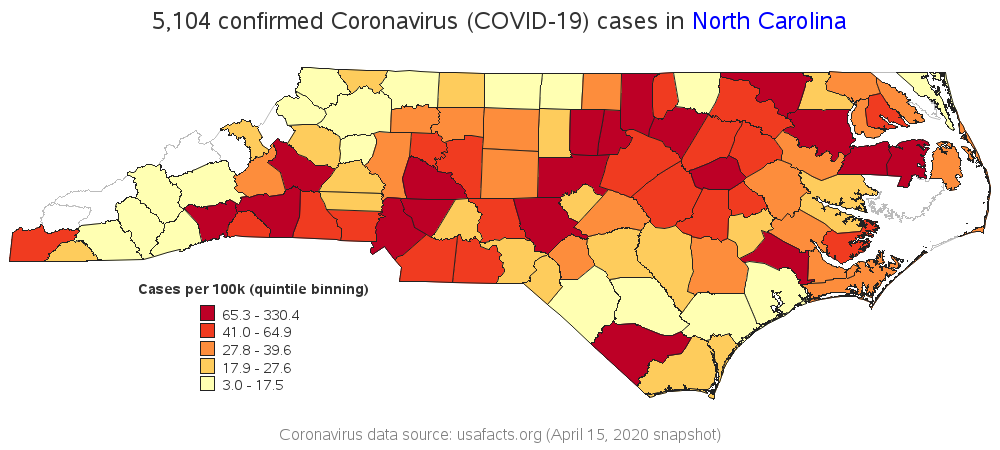 5,104 confirmed Coronavirus (COVID-19) cases in North Carolina
Cases per 100k (quintile binning)
65.3 - 330.4
41.0 - 64.9
27.8 - 39.6
17.9 - 27.6
3.0 - 17.5
Coronavirus data source: usafacts.org (April 15, 2020 snapshot)